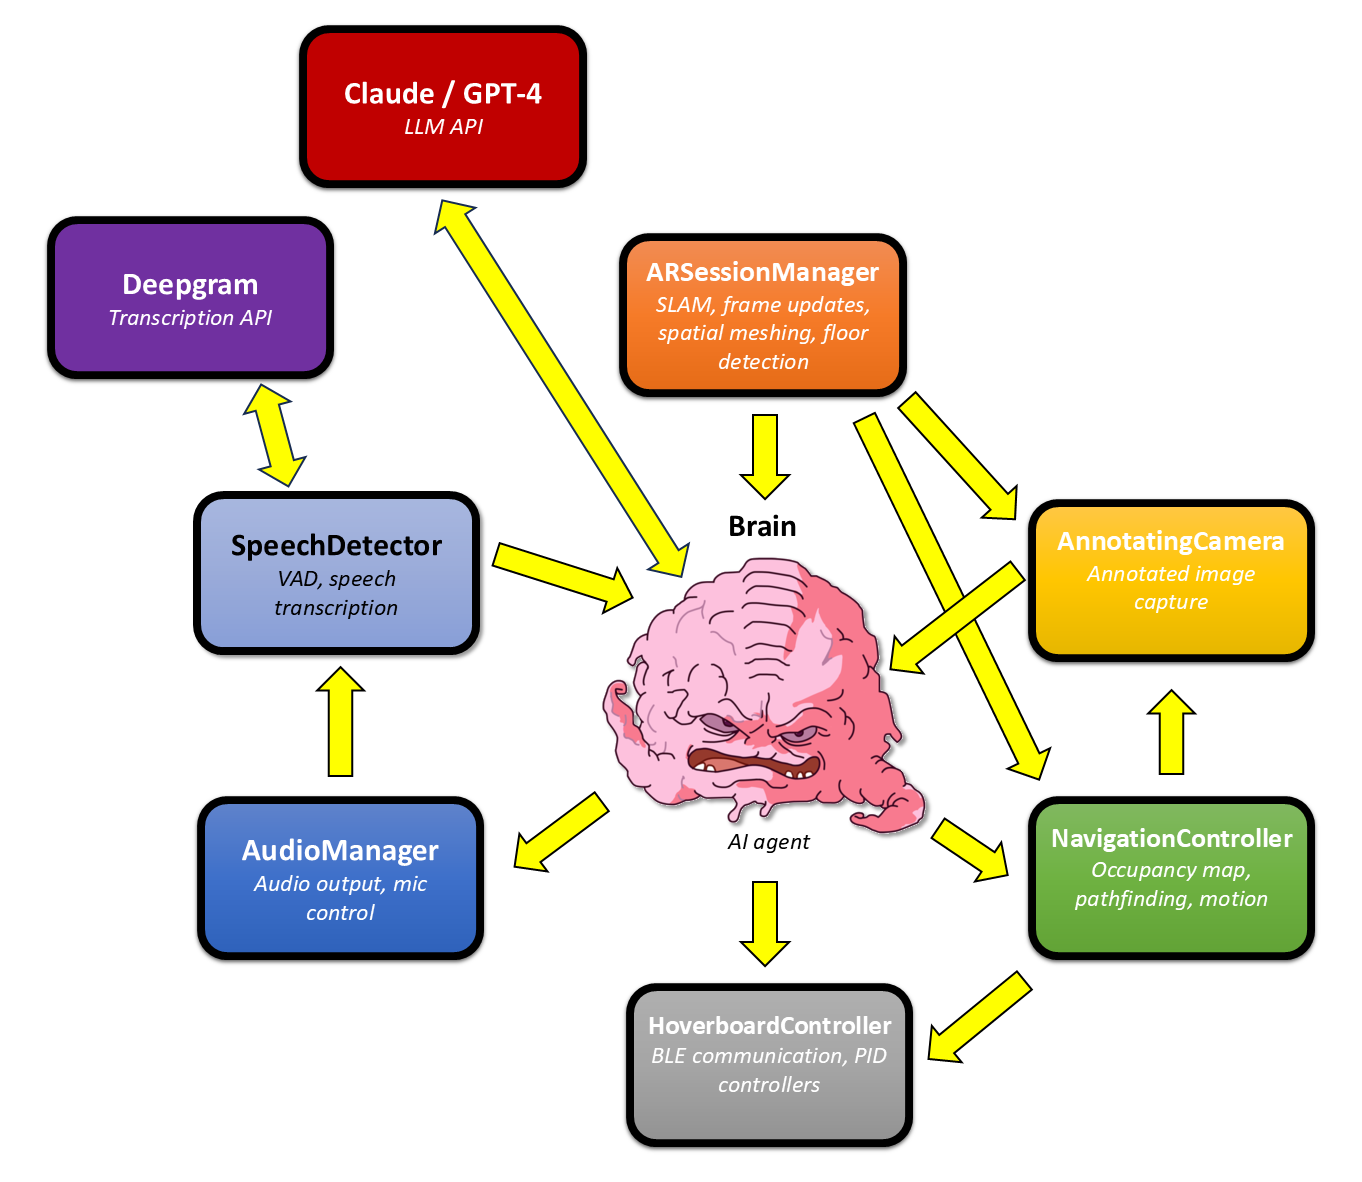 Claude / GPT-4
LLM API
Deepgram
Transcription API
ARSessionManager
SLAM, frame updates,
spatial meshing, floor
detection
SpeechDetector
VAD, speech
transcription
Brain
AnnotatingCamera
Annotated image
capture
AudioManager
Audio output, mic
control
AI agent
NavigationController
Occupancy map,
pathfinding, motion
HoverboardController
BLE communication, PID
controllers